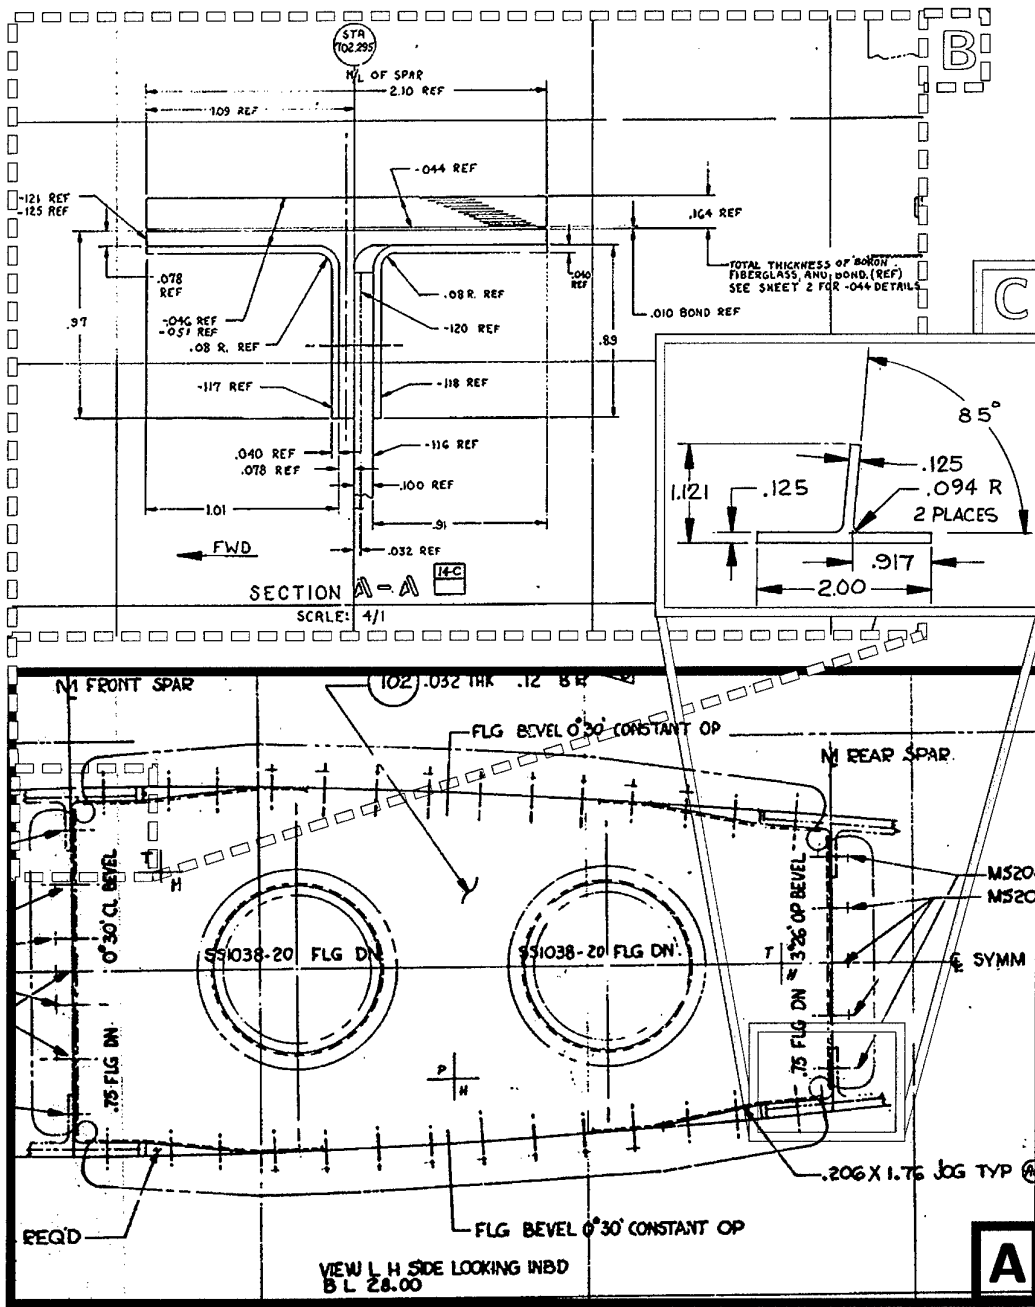 STA
702.295
B
M/L OF SPAR
2.10 REF
1.09 REF
-044 REF
-121 REF
-125 REF
.164 REF
TOTAL THICKNESS OF BORON
FIBERGLASS, AND BOND. (REF)
SEE SHEET 2 FOR -044 DETAILS
C
.078
REF
.040
REF
.08 R. REF
.010 BOND REF
-046 REF
-051 REF
-120 REF
.97
.08 R. REF
.89
85°
-117 REF
-118 REF
.040 REF
-116 REF
.078 REF
.100 REF
1.01
.91
FWD
.032 REF
SECTION A-A
14-C
SCALE: 4/1
1.121
.125
.125
.094 R
2 PLACES
.917
2.00
FRONT SPAR
102
.032 THK
.12
FLG BEVEL 0°30' CONSTANT OP
REAR SPAR
T
H
0°30' CL BEVEL
.75 FLG DN
SS1038-20 FLG DN
SS1038-20 FLG DN.
T
H
.75 FLG DN 3°26' OP BEVEL
MS20
MS20
SYMM
P
H
.206 X 1.76 JOG TYP
REQ'D
FLG BEVEL 0°30' CONSTANT OP
VIEW L H SIDE LOOKING INBD
B L 28.00
A